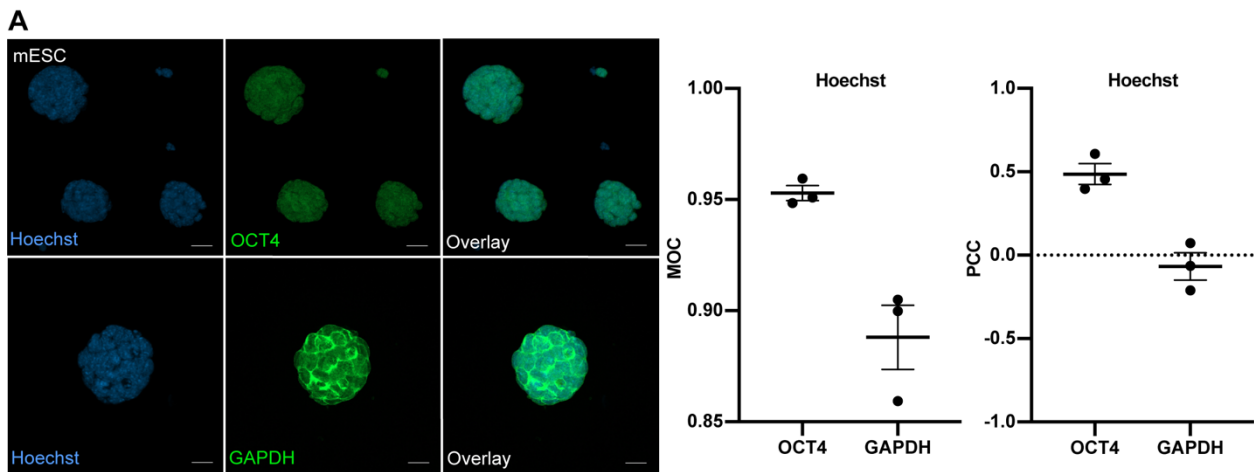 A
mESC
Hoechst
OCT4
Overlay
Hoechst
GAPDH
Overlay
Hoechst
MOC
1.00
0.95
0.90
0.85
OCT4 GAPDH
Hoechst
PCC
1.0
0.5
0.0
-0.5
-1.0
OCT4 GAPDH